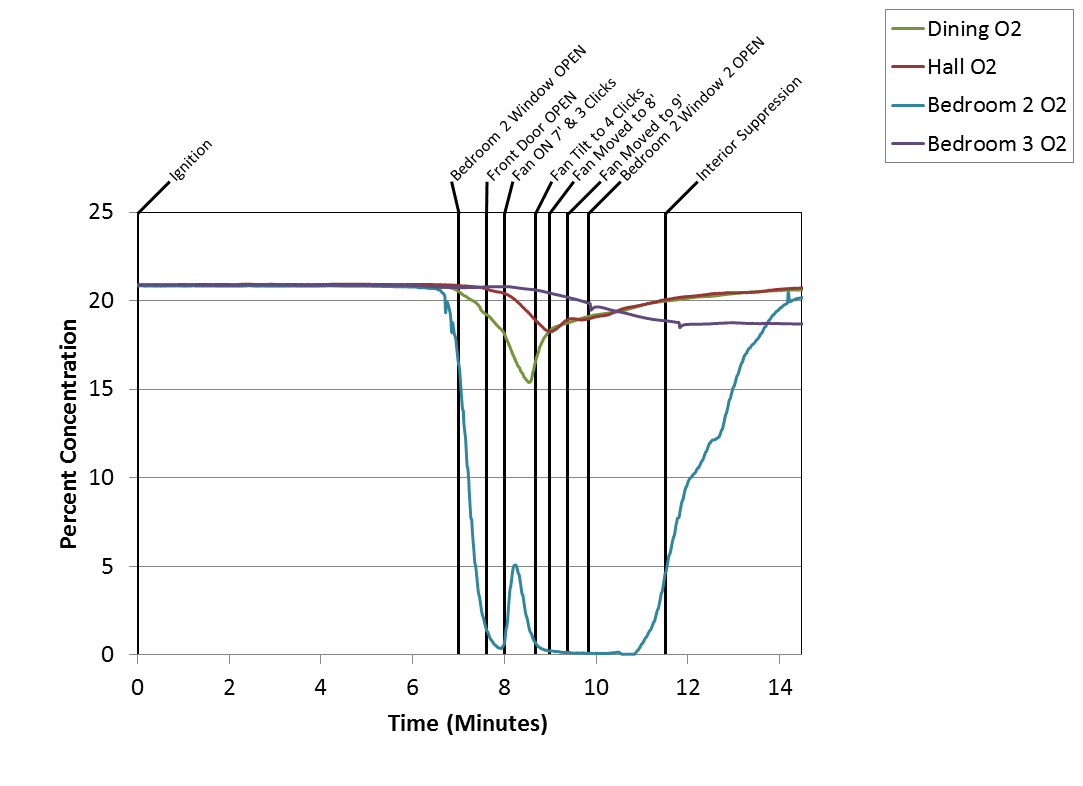 Dining O2
Hall O2
Bedroom 2 O2
Bedroom 3 O2
Ignition
Bedroom 2 Window OPEN
Front Door OPEN
Fan ON 7' & 3 Clicks
Fan Tilt to 4 Clicks
Fan Moved to 8'
Fan Moved to 9'
Bedroom 2 Window 2 OPEN
Interior Suppression
Percent Concentration
25
20
15
10
5
0
0 2 4 6 8 10 12 14
Time (Minutes)